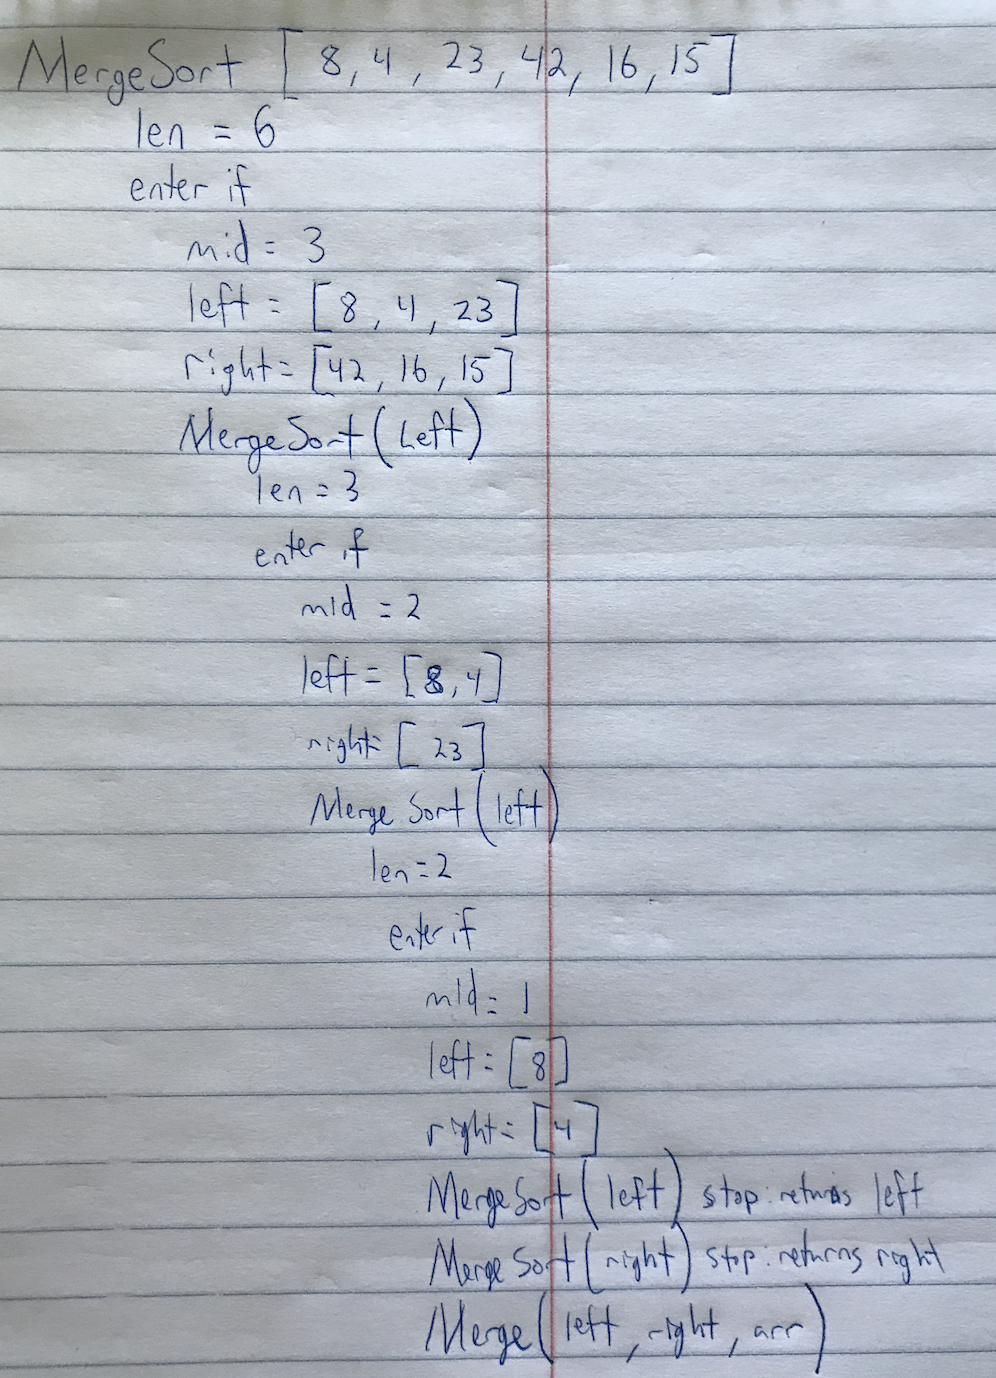 MergeSort [8, 4, 23, 42, 16, 15]
len = 6
enter if
mid = 3
left = [8, 4, 23]
right = [42, 16, 15]
MergeSort(Left)
len = 3
enter if
mid = 2
left = [8, 4]
right = [23]
Merge Sort(left)
len = 2
enter if
mid = 1
left = [8]
right = [4]
MergeSort(left) stop: returns left
Merge Sort(right) stop: returns right
Merge(left, right, arr)